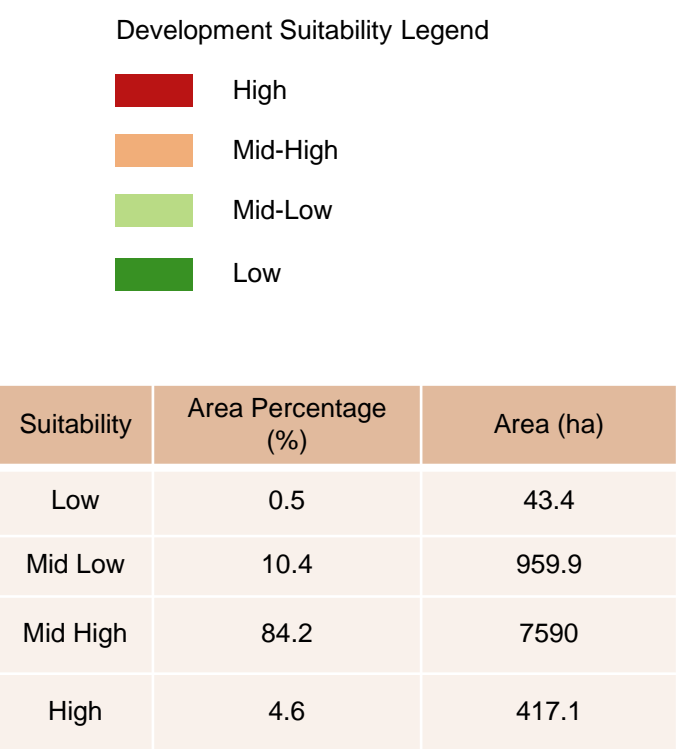 Development Suitability Legend
High
Mid-High
Mid-Low
Low
Suitability Area Percentage (%) Area (ha)
Low 0.5 43.4
Mid Low 10.4 959.9
Mid High 84.2 7590
High 4.6 417.1